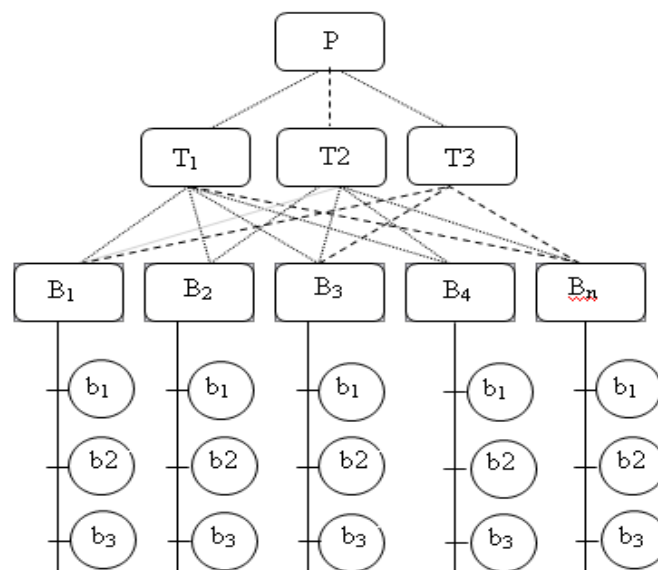 P
T₁ T2 T3
B₁ B₂ B₃ B₄ Bₙ
b₁ b₁ b₁ b₁ b₁
b2 b2 b2 b2 b2
b₃ b₃ b₃ b₃ b₃